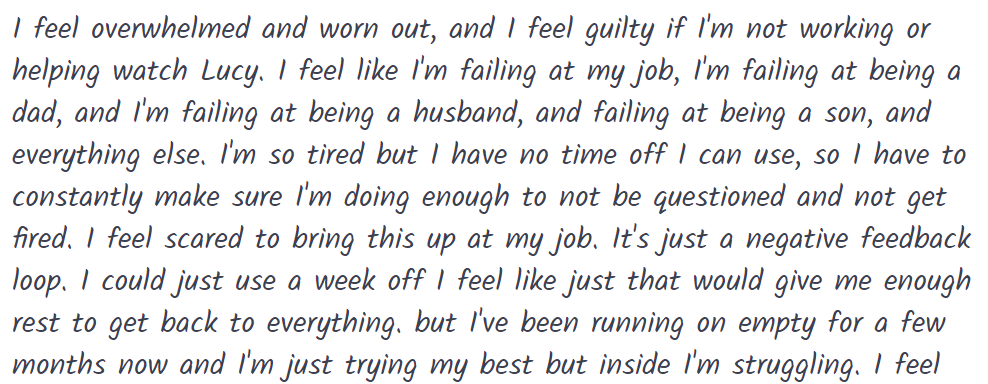 I feel overwhelmed and worn out, and I feel guilty if I'm not working or
helping watch Lucy. I feel like I'm failing at my job, I'm failing at being a
dad, and I'm failing at being a husband, and failing at being a son, and
everything else. I'm so tired but I have no time off I can use, so I have to
constantly make sure I'm doing enough to not be questioned and not get
fired. I feel scared to bring this up at my job. It's just a negative feedback
loop. I could just use a week off I feel like just that would give me enough
rest to get back to everything. but I've been running on empty for a few
months now and I'm just trying my best but inside I'm struggling. I feel